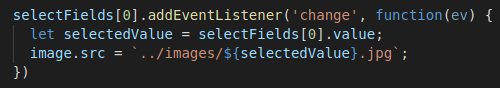 selectFields[0].addEventListener('change', function(ev) {
  let selectedValue = selectFields[0].value;
  image.src = `../images/${selectedValue}.jpg`;
})